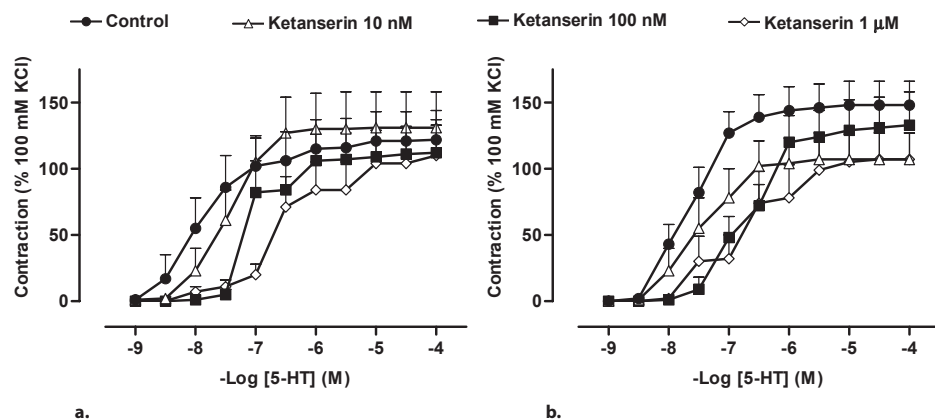 Control Ketanserin 10 nM Ketanserin 100 nM Ketanserin 1 μM
Contraction (% 100 mM KCl)
150
100
50
0
-9 -8 -7 -6 -5 -4
-Log [5-HT] (M)
a.
Contraction (% 100 mM KCl)
150
100
50
0
-9 -8 -7 -6 -5 -4
-Log [5-HT] (M)
b.